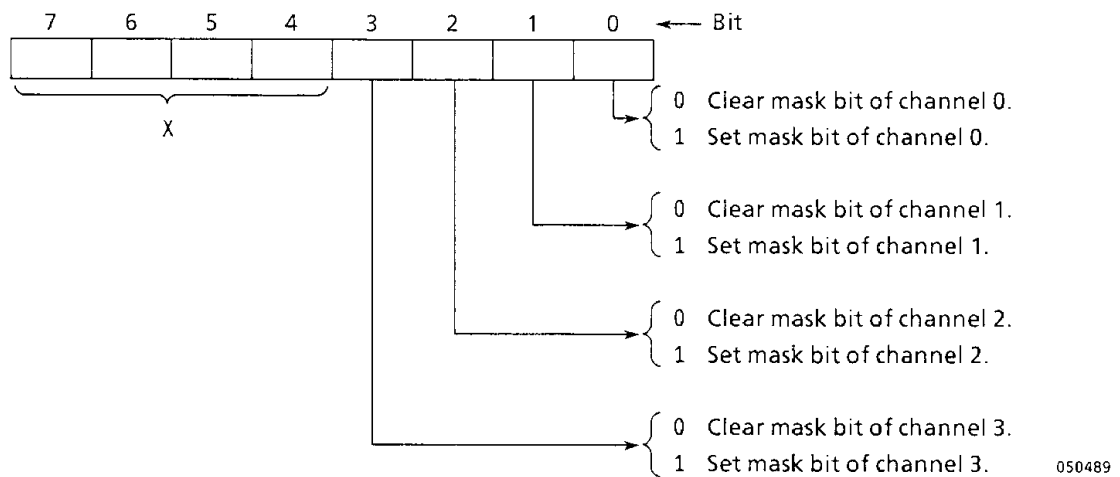 7 6 5 4 3 2 1 0 ← Bit
X
0 Clear mask bit of channel 0.
1 Set mask bit of channel 0.
0 Clear mask bit of channel 1.
1 Set mask bit of channel 1.
0 Clear mask bit of channel 2.
1 Set mask bit of channel 2.
0 Clear mask bit of channel 3.
1 Set mask bit of channel 3.
050489